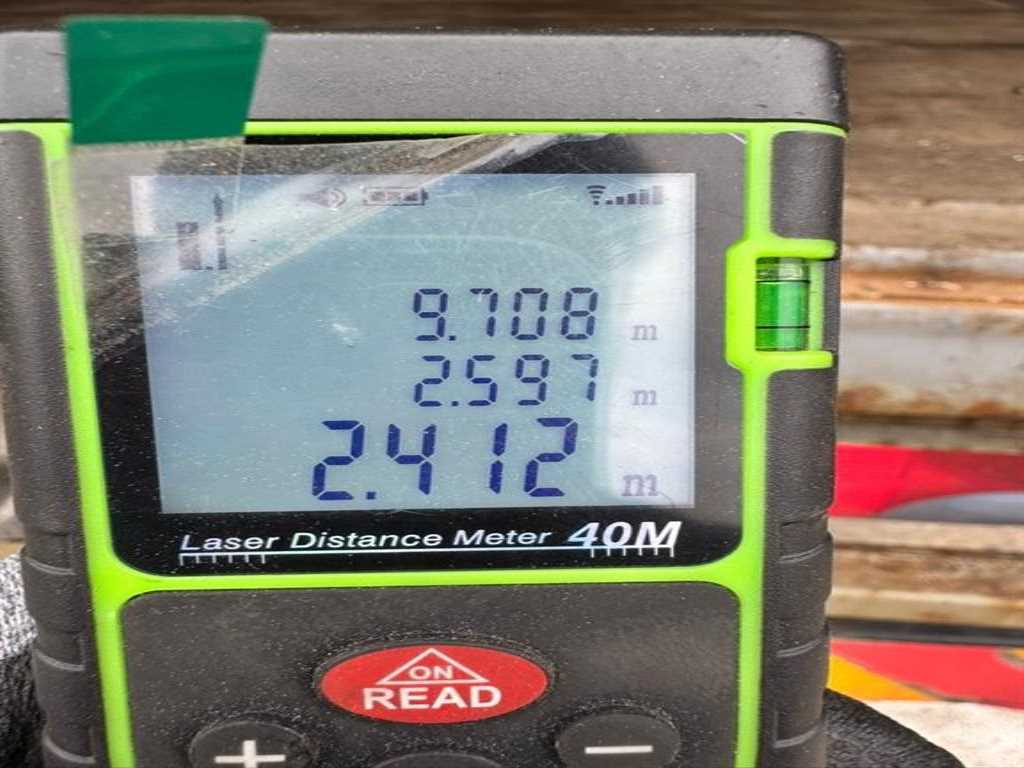 9.708 m
2.597 m
2.412 m
Laser Distance Meter 40M
ON
READ
+ −